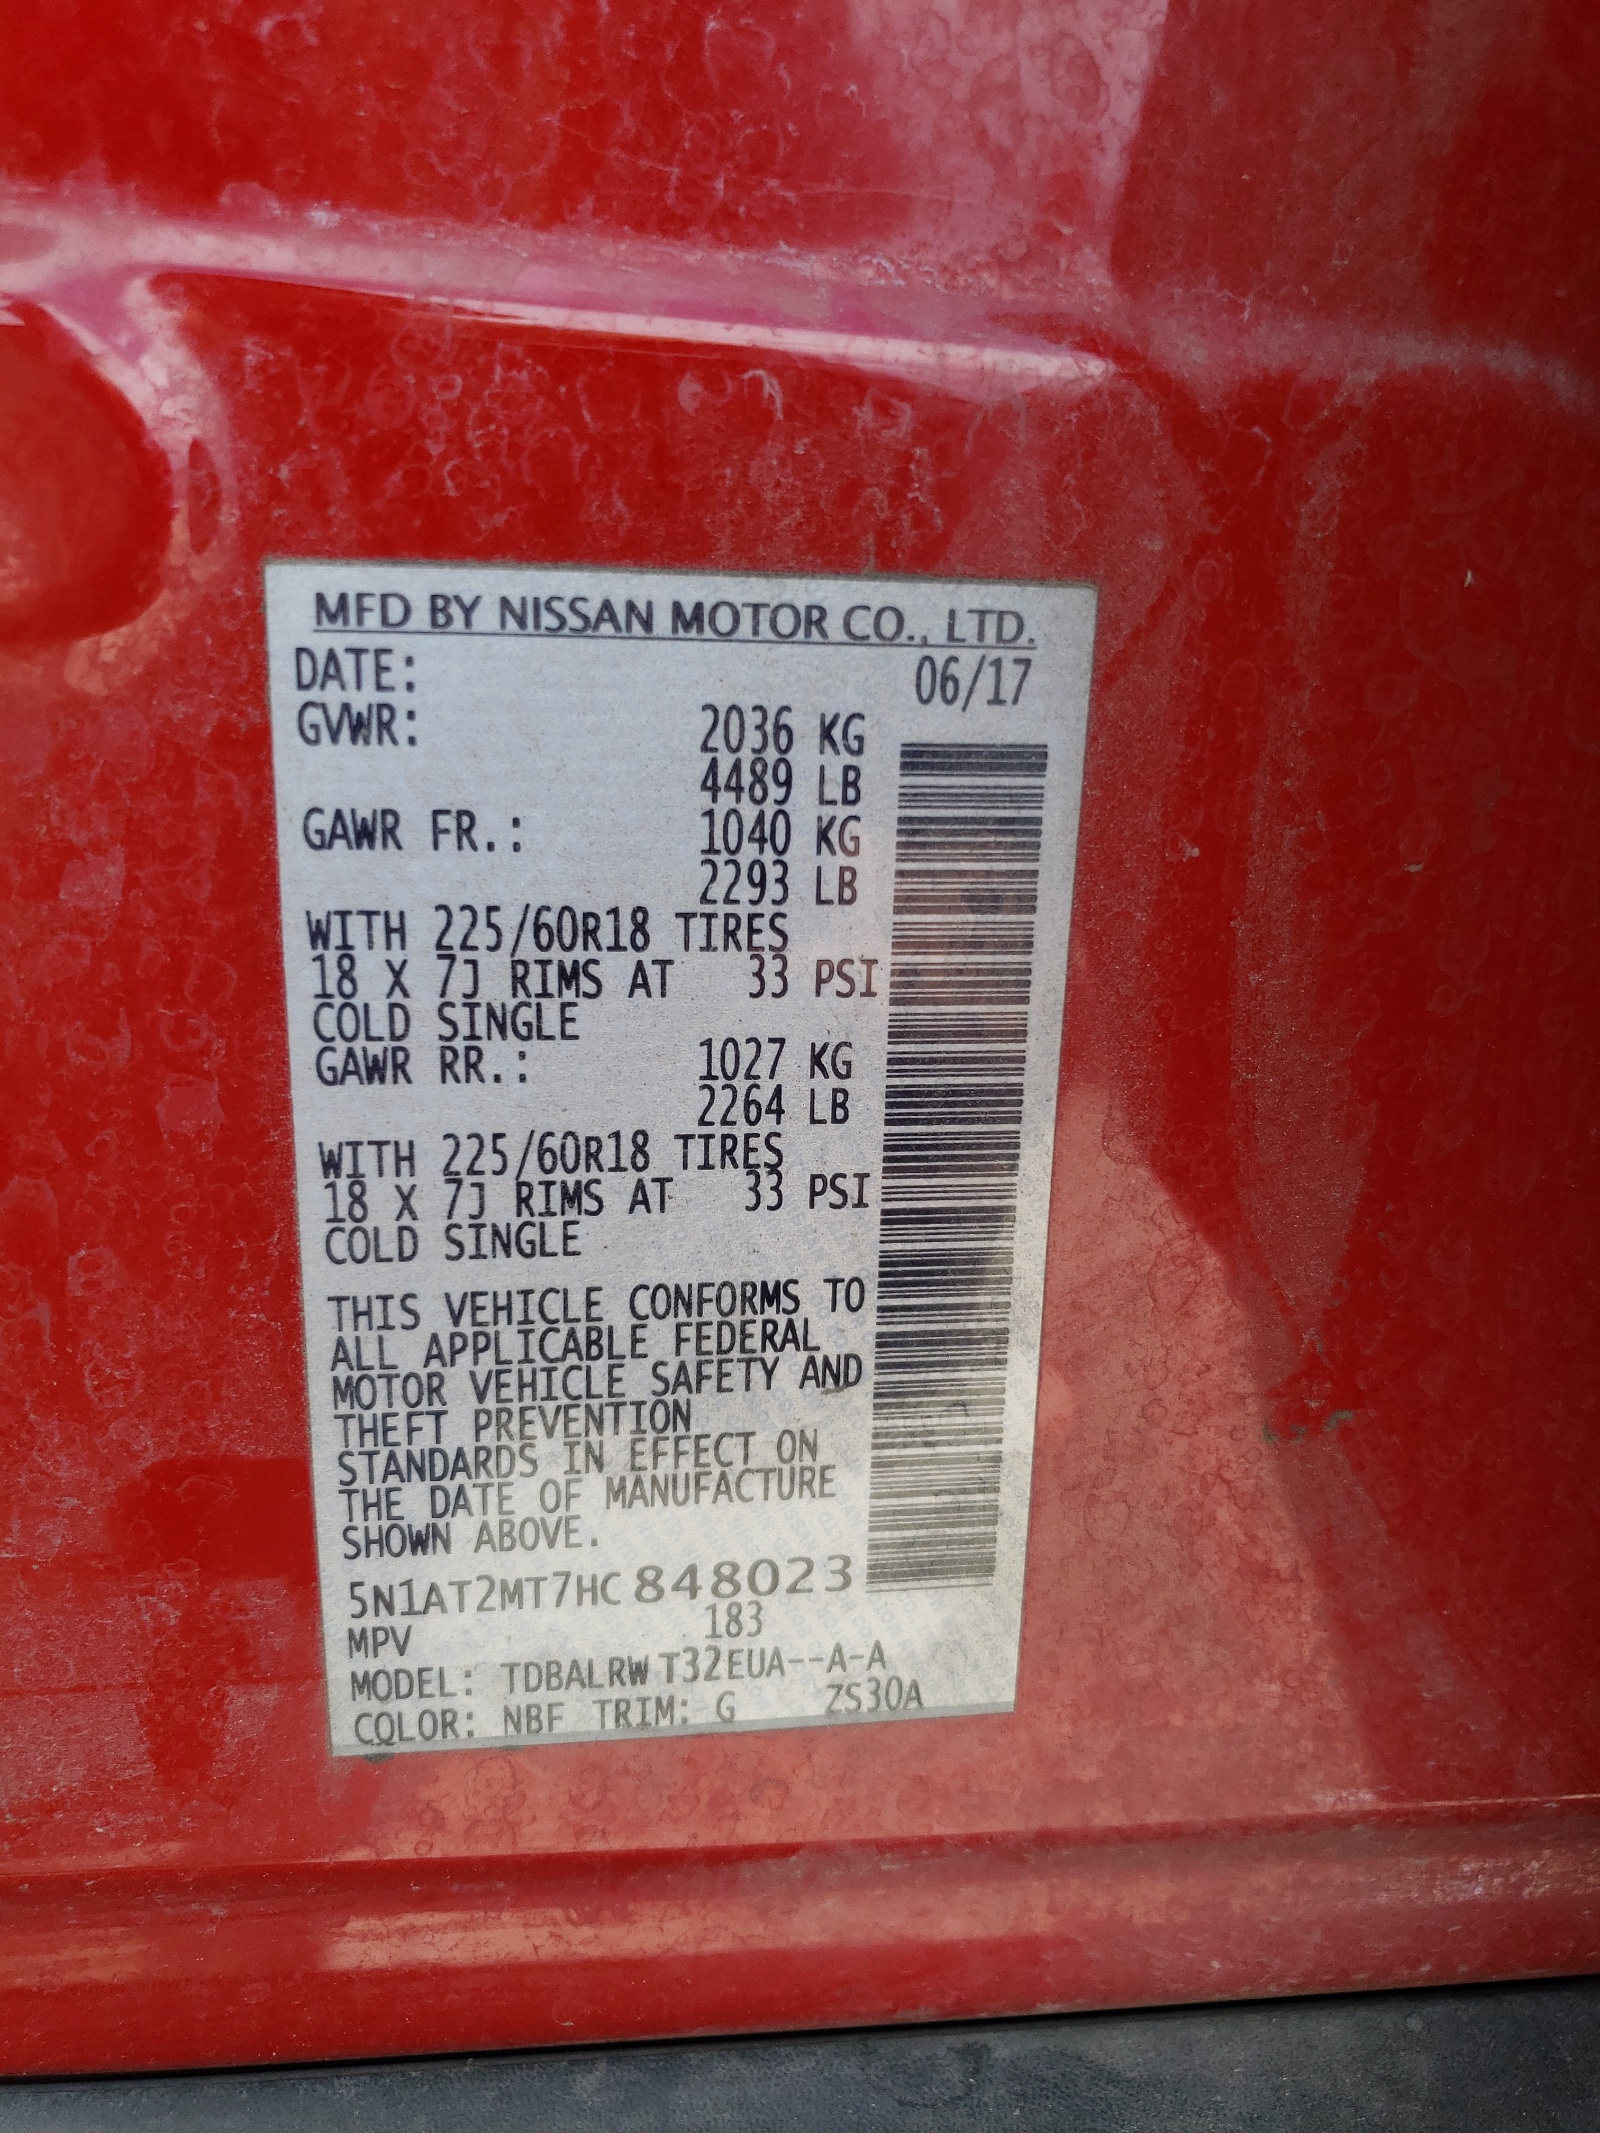 MFD BY NISSAN MOTOR CO., LTD.
DATE: 06/17
GVWR: 2036 KG
4489 LB
GAWR FR.: 1040 KG
2293 LB
WITH 225/60R18 TIRES
18 X 7J RIMS AT 33 PSI
COLD SINGLE
GAWR RR.: 1027 KG
2264 LB
WITH 225/60R18 TIRES
18 X 7J RIMS AT 33 PSI
COLD SINGLE
THIS VEHICLE CONFORMS TO
ALL APPLICABLE FEDERAL
MOTOR VEHICLE SAFETY AND
THEFT PREVENTION
STANDARDS IN EFFECT ON
THE DATE OF MANUFACTURE
SHOWN ABOVE.
5N1AT2MT7HC848023
MPV 183
MODEL: TDBALRW T32EUA--A-A
COLOR: NBF TRIM: G ZS30A